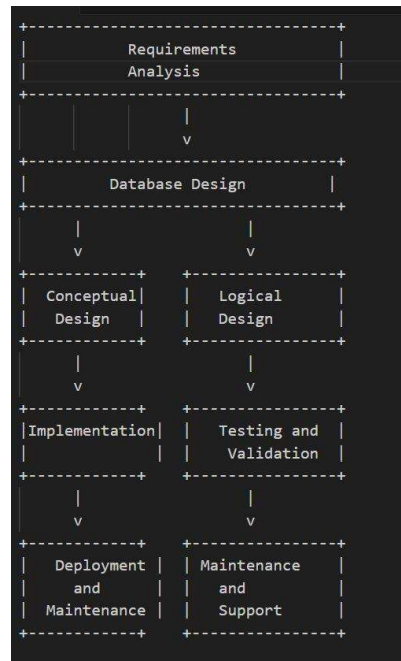 Requirements
Analysis
Database Design
Conceptual
Design
Logical
Design
Implementation
Testing and
Validation
Deployment
and
Maintenance
Maintenance
and
Support